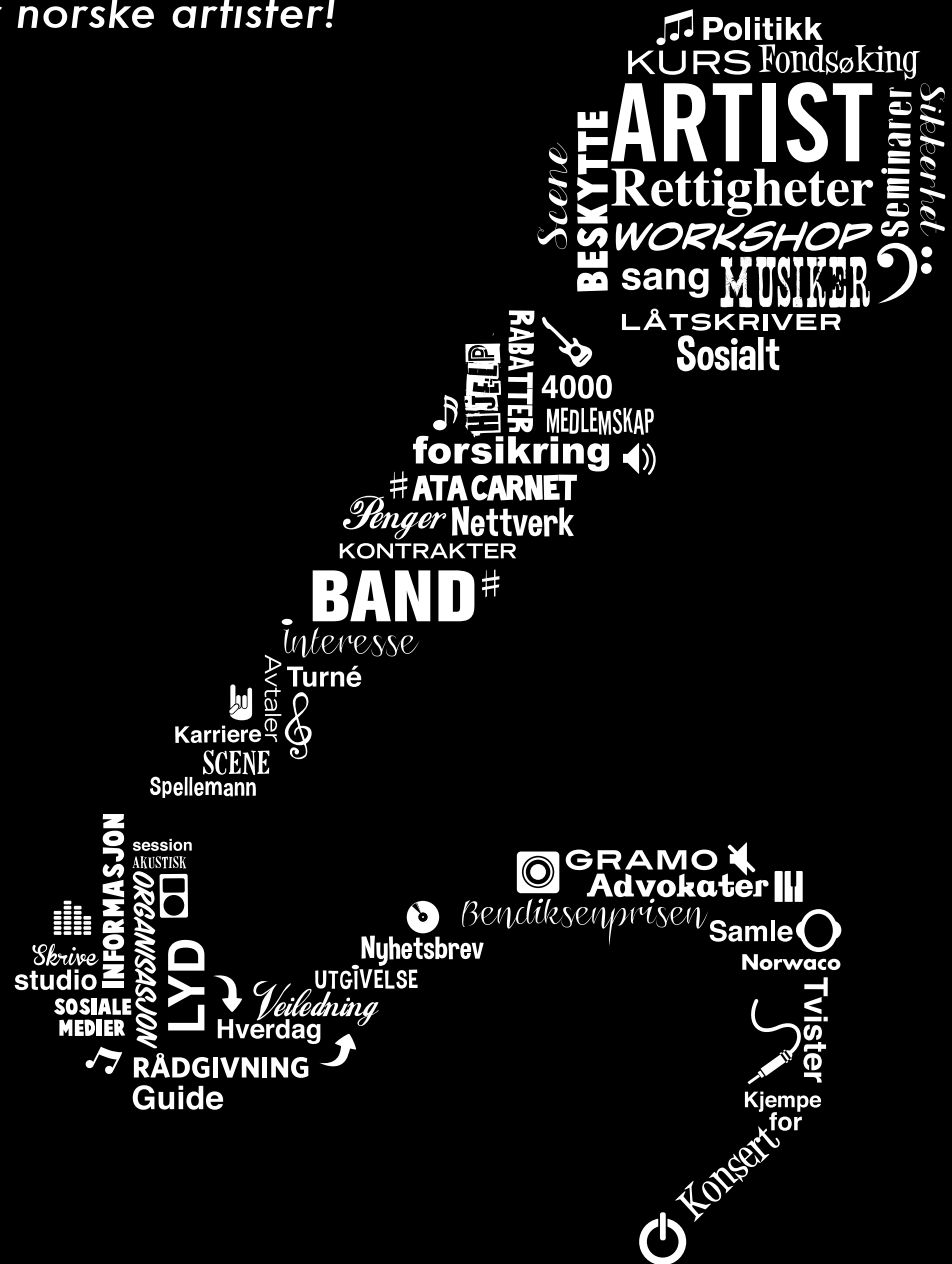 norske artister!
Politikk
KURS Fondsøking
ARTIST
Scene
BESKYTTE
Rettigheter
Seminarer
Sikkerhet
WORKSHOP
sang MUSIKER
LÅTSKRIVER
Sosialt
HJELP
RABATTER
4000
MEDLEMSKAP
forsikring
ATA CARNET
Penger Nettverk
KONTRAKTER
BAND
interesse
Avtaler
Turné
Karriere
SCENE
Spellemann
INFORMASJON
session
AKUSTISK
ORGANISASJON
LYD
Skrive
studio
SOSIALE
MEDIER
Hverdag
Veiledning
UTGIVELSE
Nyhetsbrev
RÅDGIVNING
Guide
GRAMO
Advokater
Bendiksenprisen
Samle
Norwaco
Tvister
Kjempe
for
Konsert